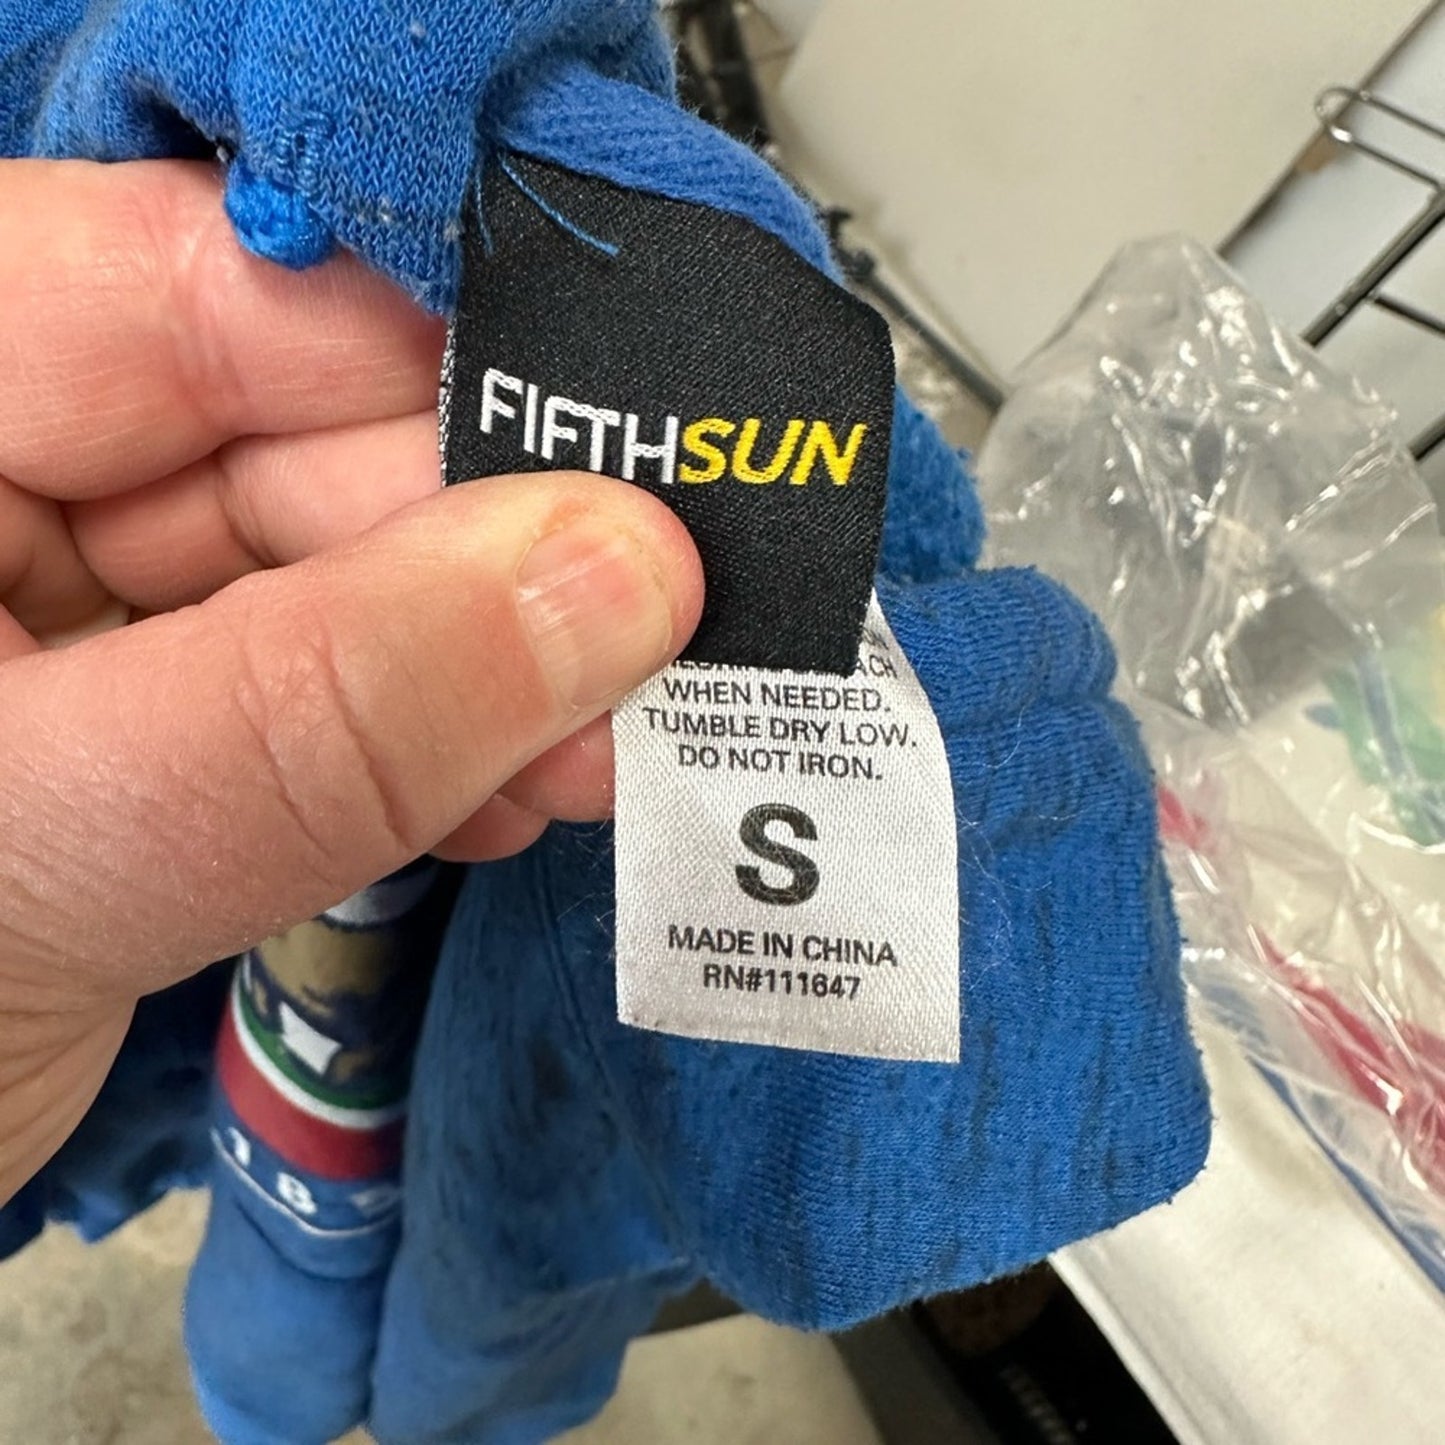 FIFTHSUN
WHEN NEEDED.
TUMBLE DRY LOW.
DO NOT IRON.
S
MADE IN CHINA
RN#111647